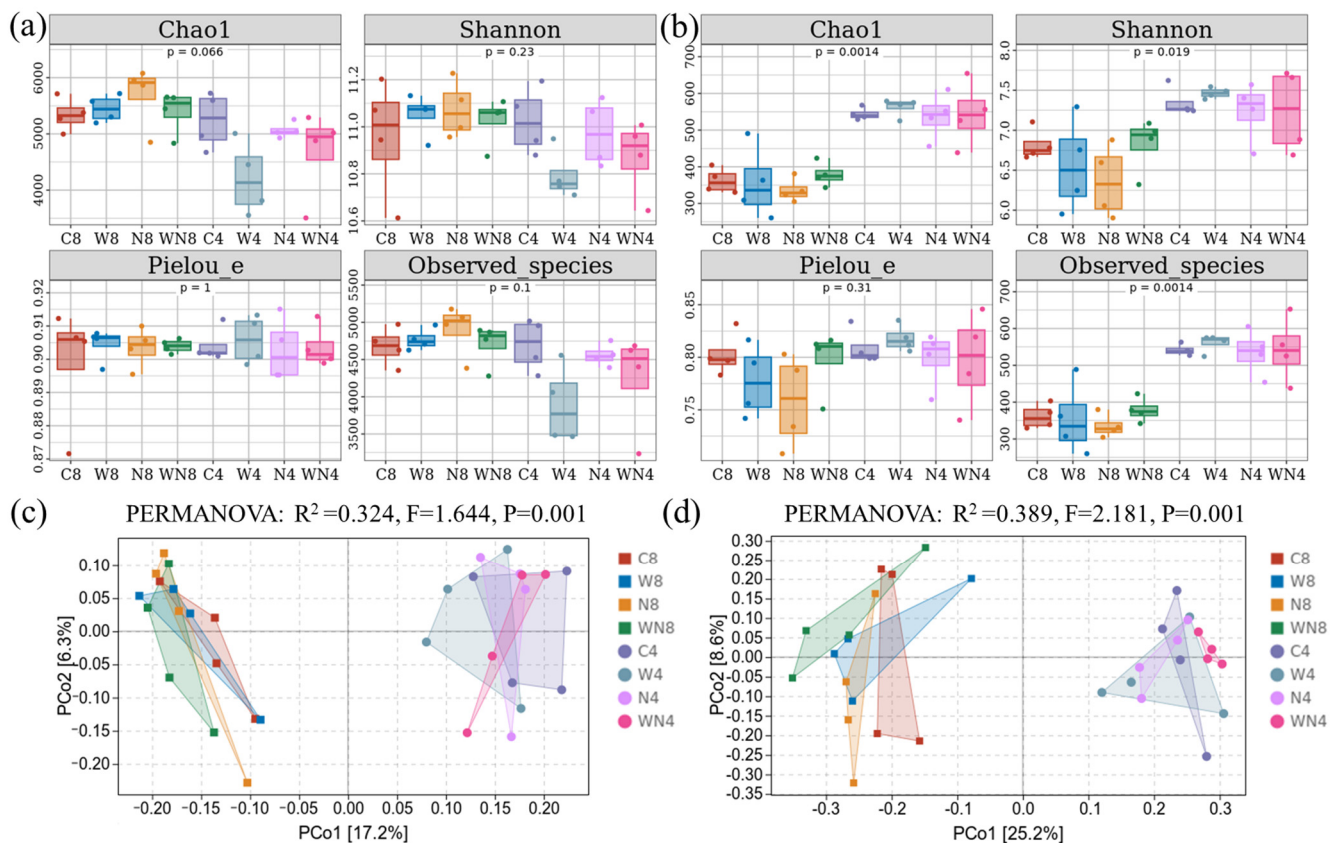 (a)
Chao1
p = 0.066
6000
5000
4000
C8 W8 N8 WN8 C4 W4 N4 WN4
Shannon
p = 0.23
11.2
11.0
10.8
10.6
C8 W8 N8 WN8 C4 W4 N4 WN4
Pielou_e
p = 1
0.92
0.91
0.90
0.89
0.88
0.87
C8 W8 N8 WN8 C4 W4 N4 WN4
Observed_species
p = 0.1
5500
5000
4500
4000
3500
C8 W8 N8 WN8 C4 W4 N4 WN4
(b)
Chao1
p = 0.0014
700
600
500
400
300
C8 W8 N8 WN8 C4 W4 N4 WN4
Shannon
p = 0.019
8.0
7.5
7.0
6.5
6.0
C8 W8 N8 WN8 C4 W4 N4 WN4
Pielou_e
p = 0.31
0.85
0.80
0.75
C8 W8 N8 WN8 C4 W4 N4 WN4
Observed_species
p = 0.0014
700
600
500
400
300
C8 W8 N8 WN8 C4 W4 N4 WN4
(c)
PERMANOVA: R² =0.324, F=1.644, P=0.001
PCo2 [6.3%]
0.10
0.05
0.00
−0.05
−0.10
−0.15
−0.20
−0.20 −0.15 −0.10 −0.05 0.00 0.05 0.10 0.15 0.20
PCo1 [17.2%]
C8
W8
N8
WN8
C4
W4
N4
WN4
(d)
PERMANOVA: R² =0.389, F=2.181, P=0.001
PCo2 [8.6%]
0.30
0.25
0.20
0.15
0.10
0.05
0.00
-0.05
-0.10
-0.15
-0.20
-0.25
-0.30
-0.35
-0.3 -0.2 -0.1 0.0 0.1 0.2 0.3
PCo1 [25.2%]
C8
W8
N8
WN8
C4
W4
N4
WN4